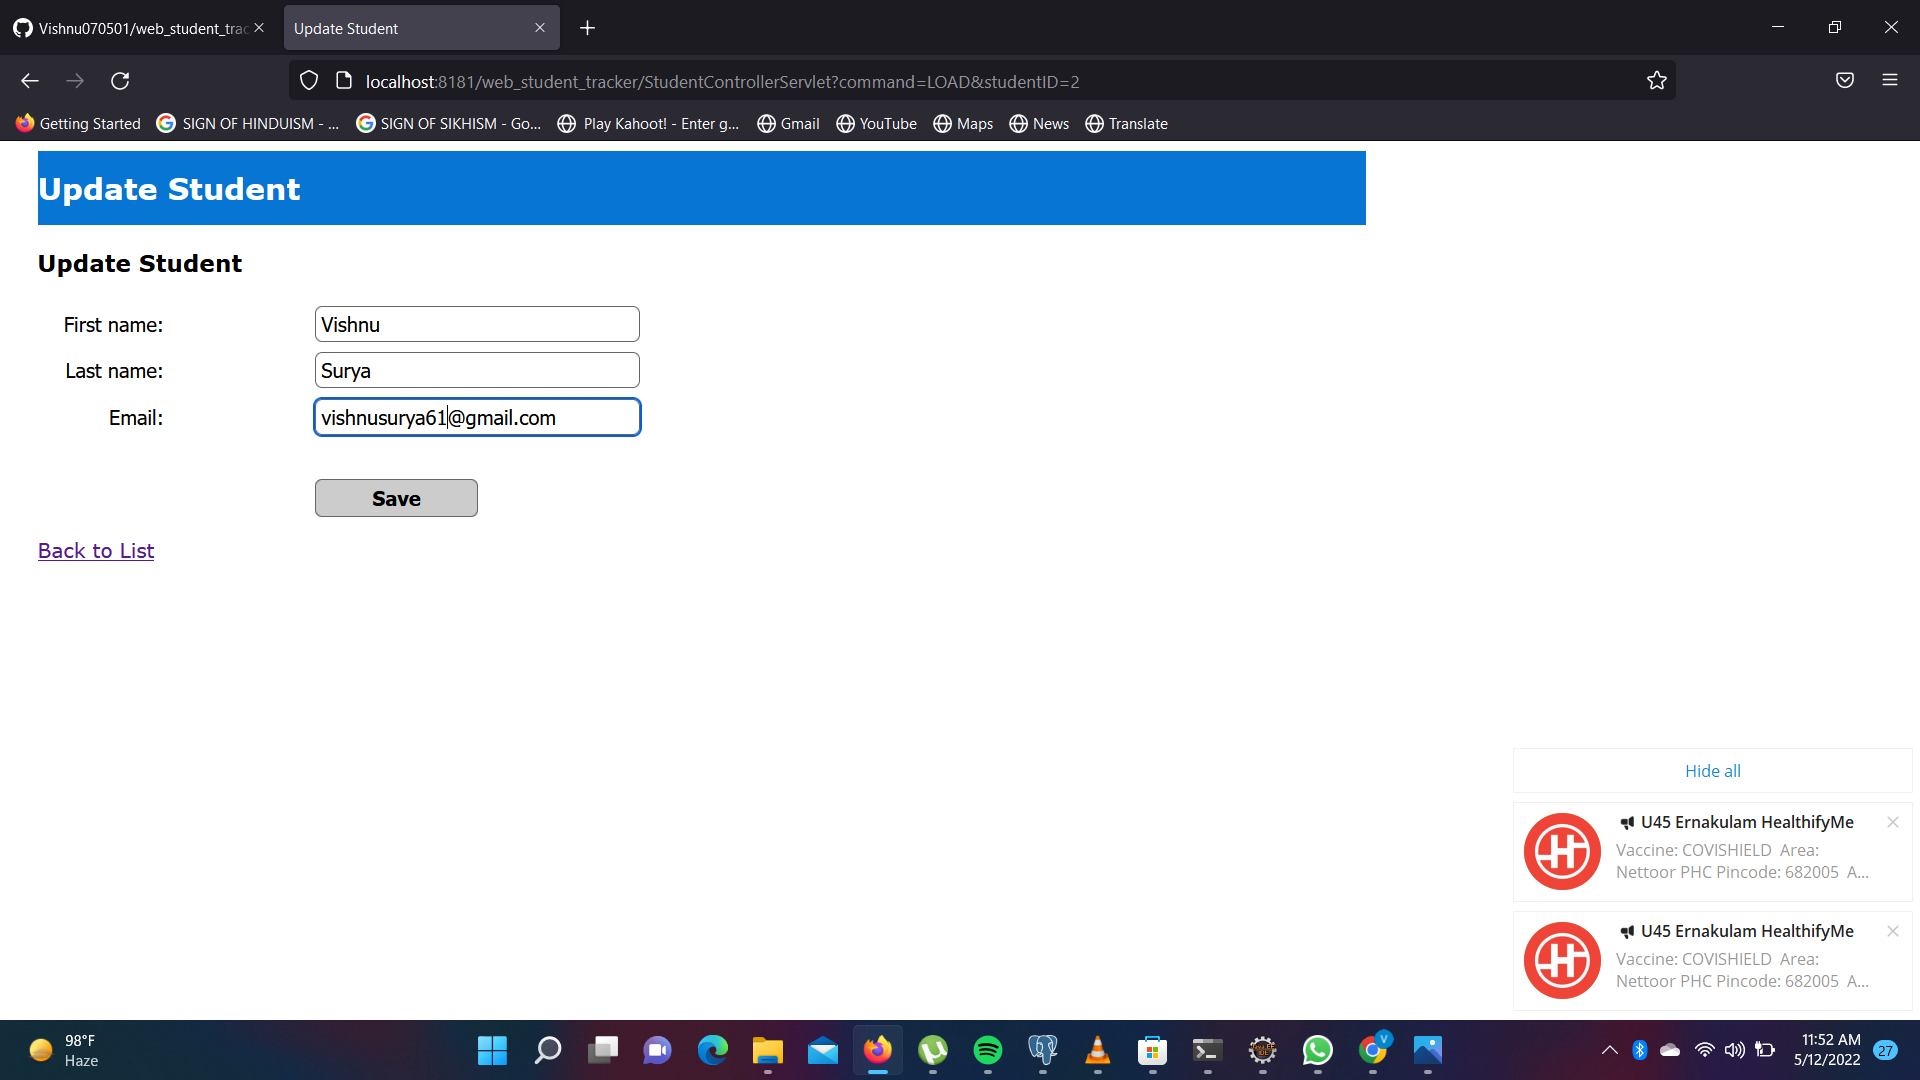 Vishnu070501/web_student_trac
Update Student
localhost:8181/web_student_tracker/StudentControllerServlet?command=LOAD&studentID=2
Getting Started
SIGN OF HINDUISM - ...
SIGN OF SIKHISM - Go...
Play Kahoot! - Enter g...
Gmail
YouTube
Maps
News
Translate
Update Student
Update Student
First name: Vishnu
Last name: Surya
Email: vishnusurya61@gmail.com
Save
Back to List
Hide all
U45 Ernakulam HealthifyMe
Vaccine: COVISHIELD Area:
Nettoor PHC Pincode: 682005 A...
U45 Ernakulam HealthifyMe
Vaccine: COVISHIELD Area:
Nettoor PHC Pincode: 682005 A...
98°F
Haze
V
11:52 AM
5/12/2022
27